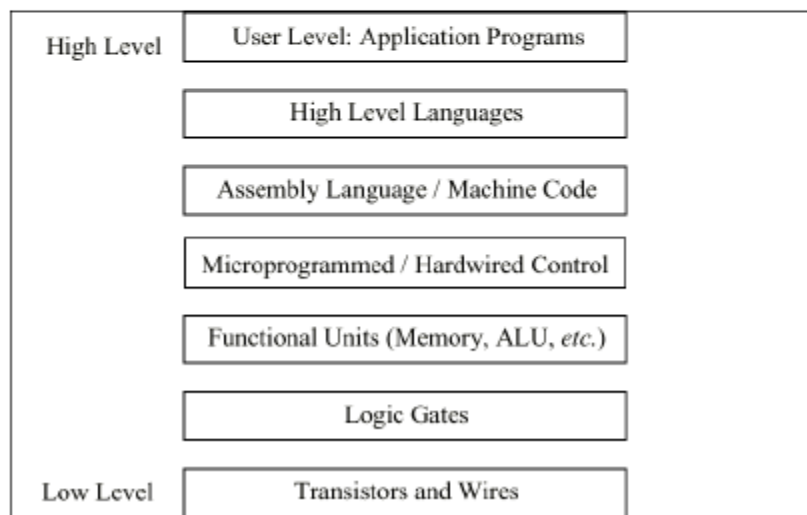 High Level
User Level: Application Programs
High Level Languages
Assembly Language / Machine Code
Microprogrammed / Hardwired Control
Functional Units (Memory, ALU, etc.)
Logic Gates
Low Level
Transistors and Wires